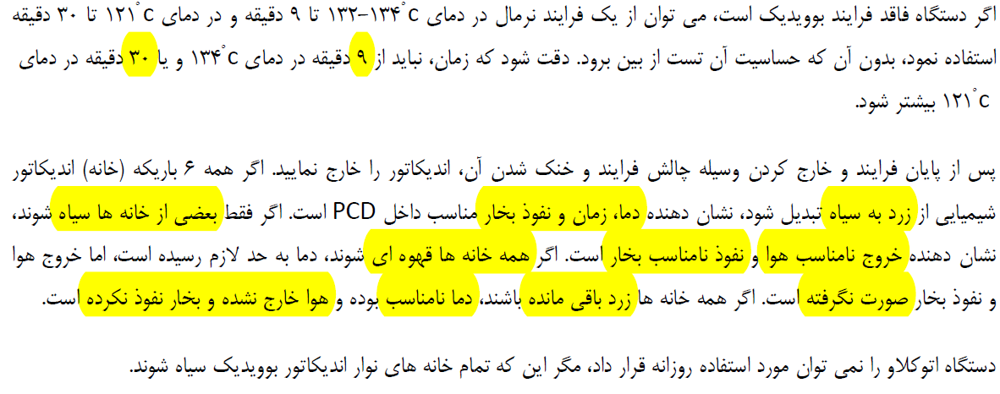 اگر دستگاه فاقد فرایند بوویدیک است، می توان از یک فرایند نرمال در دمای ۱۳۲-۱۳۴°c تا ۹ دقیقه و در دمای ۱۲۱°c تا ۳۰ دقیقه
استفاده نمود، بدون آن که حساسیت آن تست از بین برود. دقت شود که زمان، نباید از ۹ دقیقه در دمای ۱۳۴°c و یا ۳۰ دقیقه در دمای
۱۲۱°c بیشتر شود.
پس از پایان فرایند و خارج کردن وسیله چالش فرایند و خنک شدن آن، اندیکاتور را خارج نمایید. اگر همه ۶ باریکه (خانه) اندیکاتور
شیمیایی از زرد به سیاه تبدیل شود، نشان دهنده دما، زمان و نفوذ بخار مناسب داخل PCD است. اگر فقط بعضی از خانه ها سیاه شوند،
نشان دهنده خروج نامناسب هوا و نفوذ نامناسب بخار است. اگر همه خانه ها قهوه ای شوند، دما به حد لازم رسیده است، اما خروج هوا
و نفوذ بخار صورت نگرفته است. اگر همه خانه ها زرد باقی مانده باشند، دما نامناسب بوده و هوا خارج نشده و بخار نفوذ نکرده است.
دستگاه اتوکلاو را نمی توان مورد استفاده روزانه قرار داد، مگر این که تمام خانه های نوار اندیکاتور بوویدیک سیاه شوند.